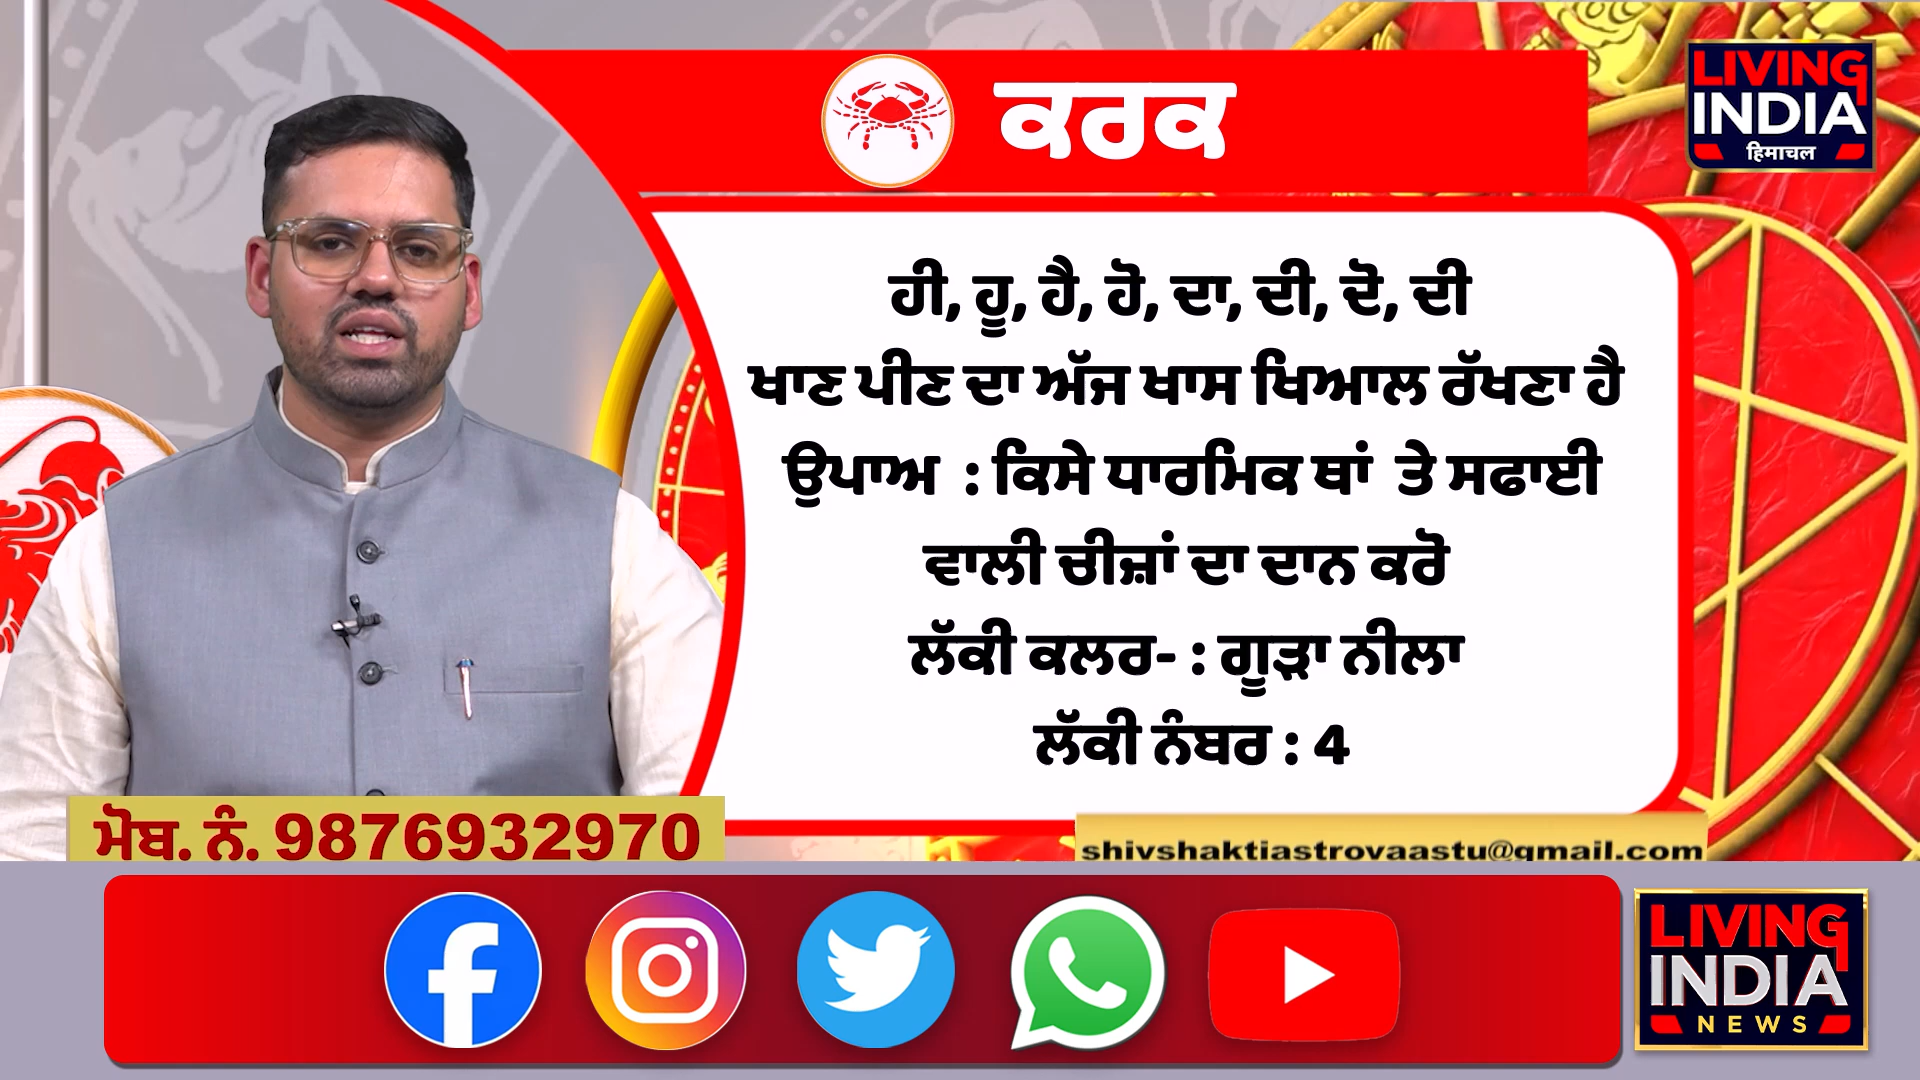 ਕਰਕ
LIVING
INDIA
हिमाचल
ਹੀ, ਹੂ, ਹੈ, ਹੋ, ਦਾ, ਦੀ, ਦੋ, ਦੀ
ਖਾਣ ਪੀਣ ਦਾ ਅੱਜ ਖਾਸ ਖਿਆਲ ਰੱਖਣਾ ਹੈ
ਉਪਾਅ : ਕਿਸੇ ਧਾਰਮਿਕ ਥਾਂ ਤੇ ਸਫਾਈ
ਵਾਲੀ ਚੀਜ਼ਾਂ ਦਾ ਦਾਨ ਕਰੋ
ਲੱਕੀ ਕਲਰ- : ਗੂੜਾ ਨੀਲਾ
ਲੱਕੀ ਨੰਬਰ : 4
ਮੋਬ. ਨੰ. 9876932970
shivshaktiastrovaastu@gmail.com
LIVING
INDIA
NEWS